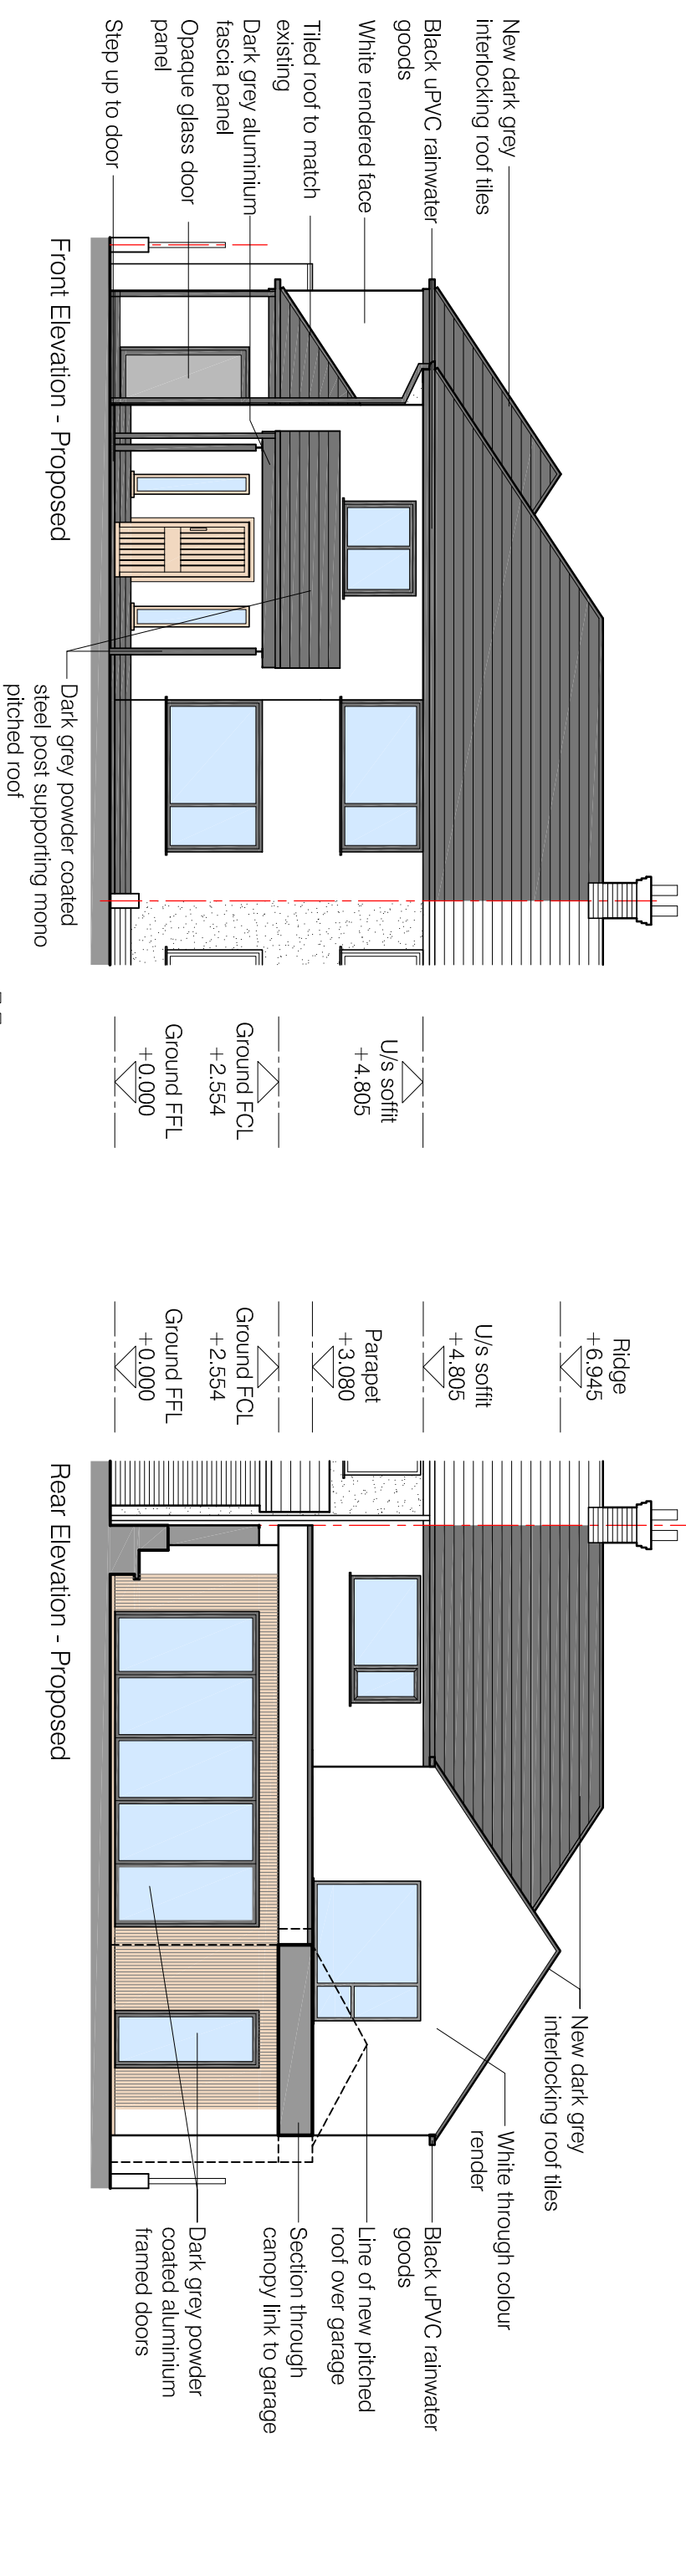 New dark grey
interlocking roof tiles
Black uPVC rainwater
goods
White rendered face
Tiled roof to match
existing
Dark grey aluminium
fascia panel
Opaque glass door
panel
Step up to door
Front Elevation - Proposed
Dark grey powder coated
steel post supporting mono
pitched roof
U/s soffit
+4.805
Ground FCL
+2.554
Ground FFL
+0.000
Ridge
+6.945
U/s soffit
+4.805
Parapet
+3.080
Ground FCL
+2.554
Ground FFL
+0.000
Rear Elevation - Proposed
New dark grey
interlocking roof tiles
White through colour
render
Black uPVC rainwater
goods
Line of new pitched
roof over garage
Section through
canopy link to garage
Dark grey powder
coated aluminium
framed doors